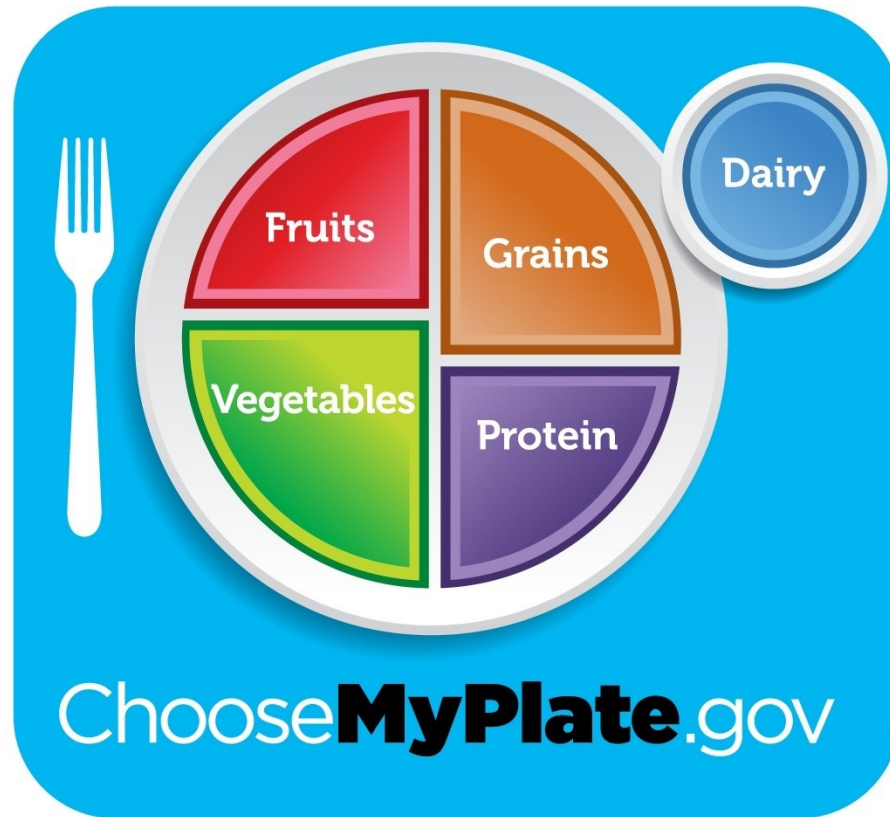 Fruits
Grains
Dairy
Vegetables
Protein
ChooseMyPlate.gov